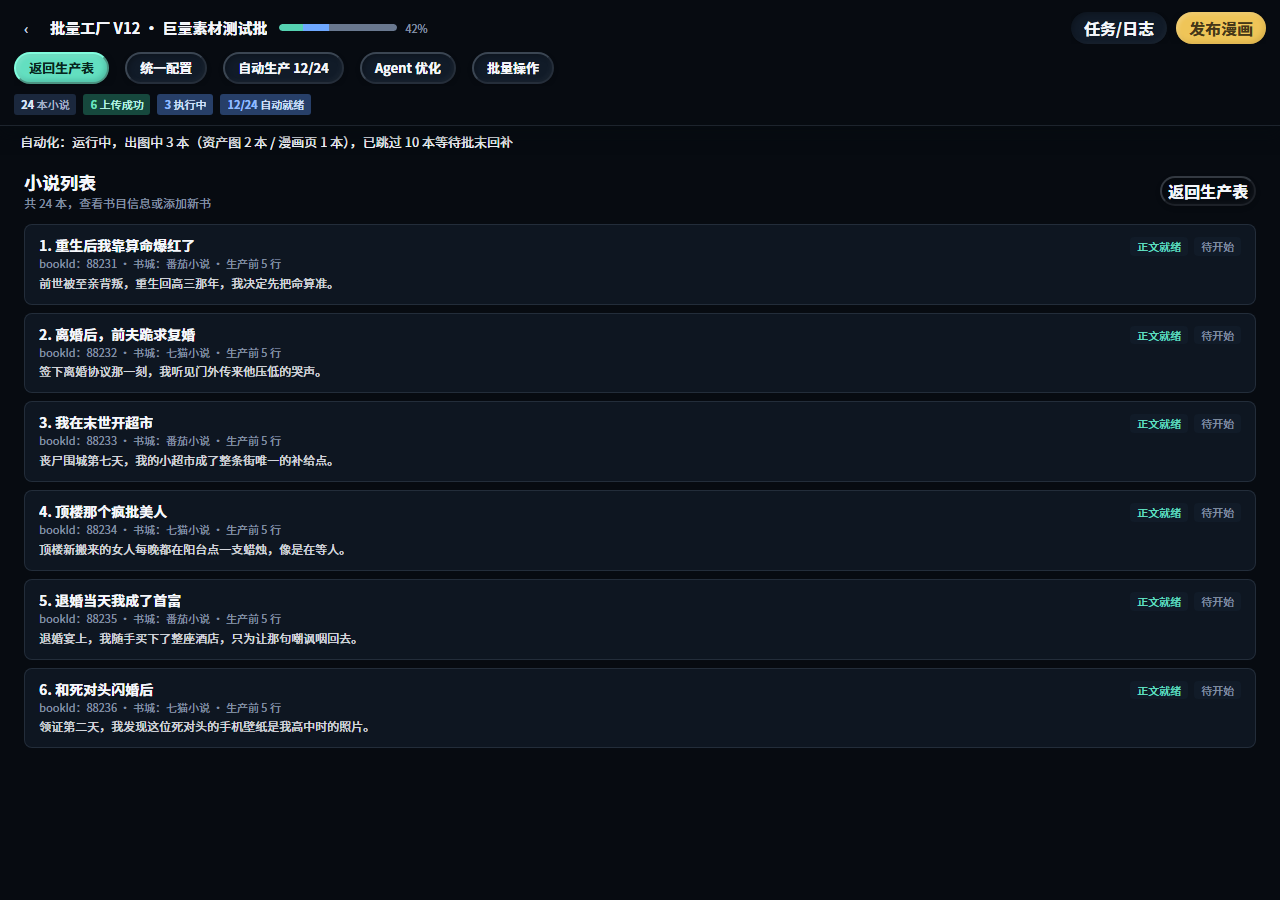 ‹ 批量工厂 V12 • 巨量素材测试批 42% 任务/日志 发布漫画
返回生产表 统一配置 自动生产 12/24 Agent 优化 批量操作
24 本小说 6 上传成功 3 执行中 12/24 自动就绪
自动化：运行中，出图中 3 本（资产图 2 本 / 漫画页 1 本），已跳过 10 本等待批末回补
小说列表
共 24 本，查看书目信息或添加新书
返回生产表
1. 重生后我靠算命爆红了 正文就绪 待开始
bookId：88231 · 书城：番茄小说 · 生产前 5 行
前世被至亲背叛，重生回高三那年，我决定先把命算准。
2. 离婚后，前夫跪求复婚 正文就绪 待开始
bookId：88232 · 书城：七猫小说 · 生产前 5 行
签下离婚协议那一刻，我听见门外传来他压低的哭声。
3. 我在末世开超市 正文就绪 待开始
bookId：88233 · 书城：番茄小说 · 生产前 5 行
丧尸围城第七天，我的小超市成了整条街唯一的补给点。
4. 顶楼那个疯批美人 正文就绪 待开始
bookId：88234 · 书城：七猫小说 · 生产前 5 行
顶楼新搬来的女人每晚都在阳台点一支蜡烛，像是在等人。
5. 退婚当天我成了首富 正文就绪 待开始
bookId：88235 · 书城：番茄小说 · 生产前 5 行
退婚宴上，我随手买下了整座酒店，只为让那句嘲讽咽回去。
6. 和死对头闪婚后 正文就绪 待开始
bookId：88236 · 书城：七猫小说 · 生产前 5 行
领证第二天，我发现这位死对头的手机壁纸是我高中时的照片。